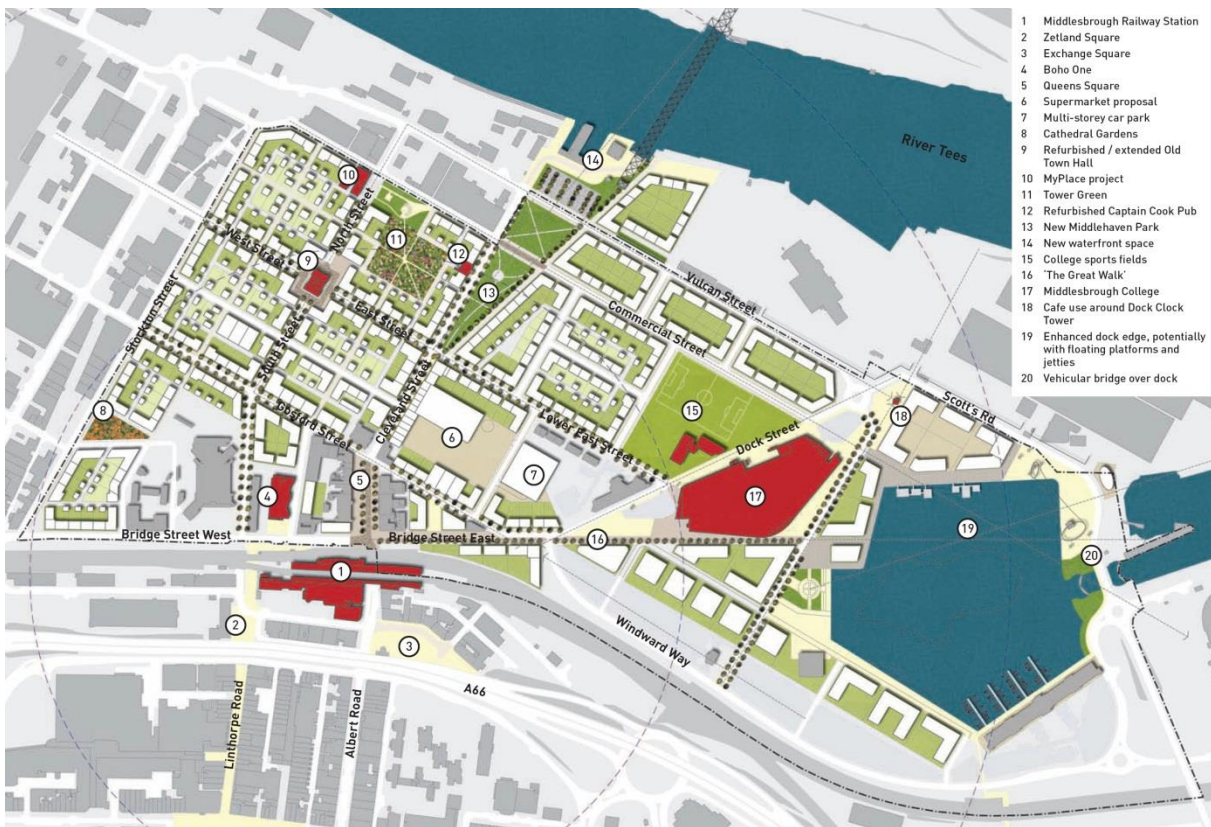 1 Middlesbrough Railway Station
2 Zetland Square
3 Exchange Square
4 Boho One
5 Queens Square
6 Supermarket proposal
7 Multi-storey car park
8 Cathedral Gardens
9 Refurbished / extended Old
Town Hall
10 MyPlace project
11 Tower Green
12 Refurbished Captain Cook Pub
13 New Middlehaven Park
14 New waterfront space
15 College sports fields
16 'The Great Walk'
17 Middlesbrough College
18 Cafe use around Dock Clock
Tower
19 Enhanced dock edge, potentially
with floating platforms and
jetties
20 Vehicular bridge over dock
River Tees
14
10
North Street
11
West Street
12
9
13
Vulcan Street
East Street
Commercial Street
Stockton Street
South Street
Cleveland Street
Gosford Street
Lower East Street
15
18
Scott's Rd
8
6
Dock Street
7
5
4
17
19
Bridge Street West
Bridge Street East
16
20
1
2
3
Windward Way
A66
Linthorpe Road
Albert Road